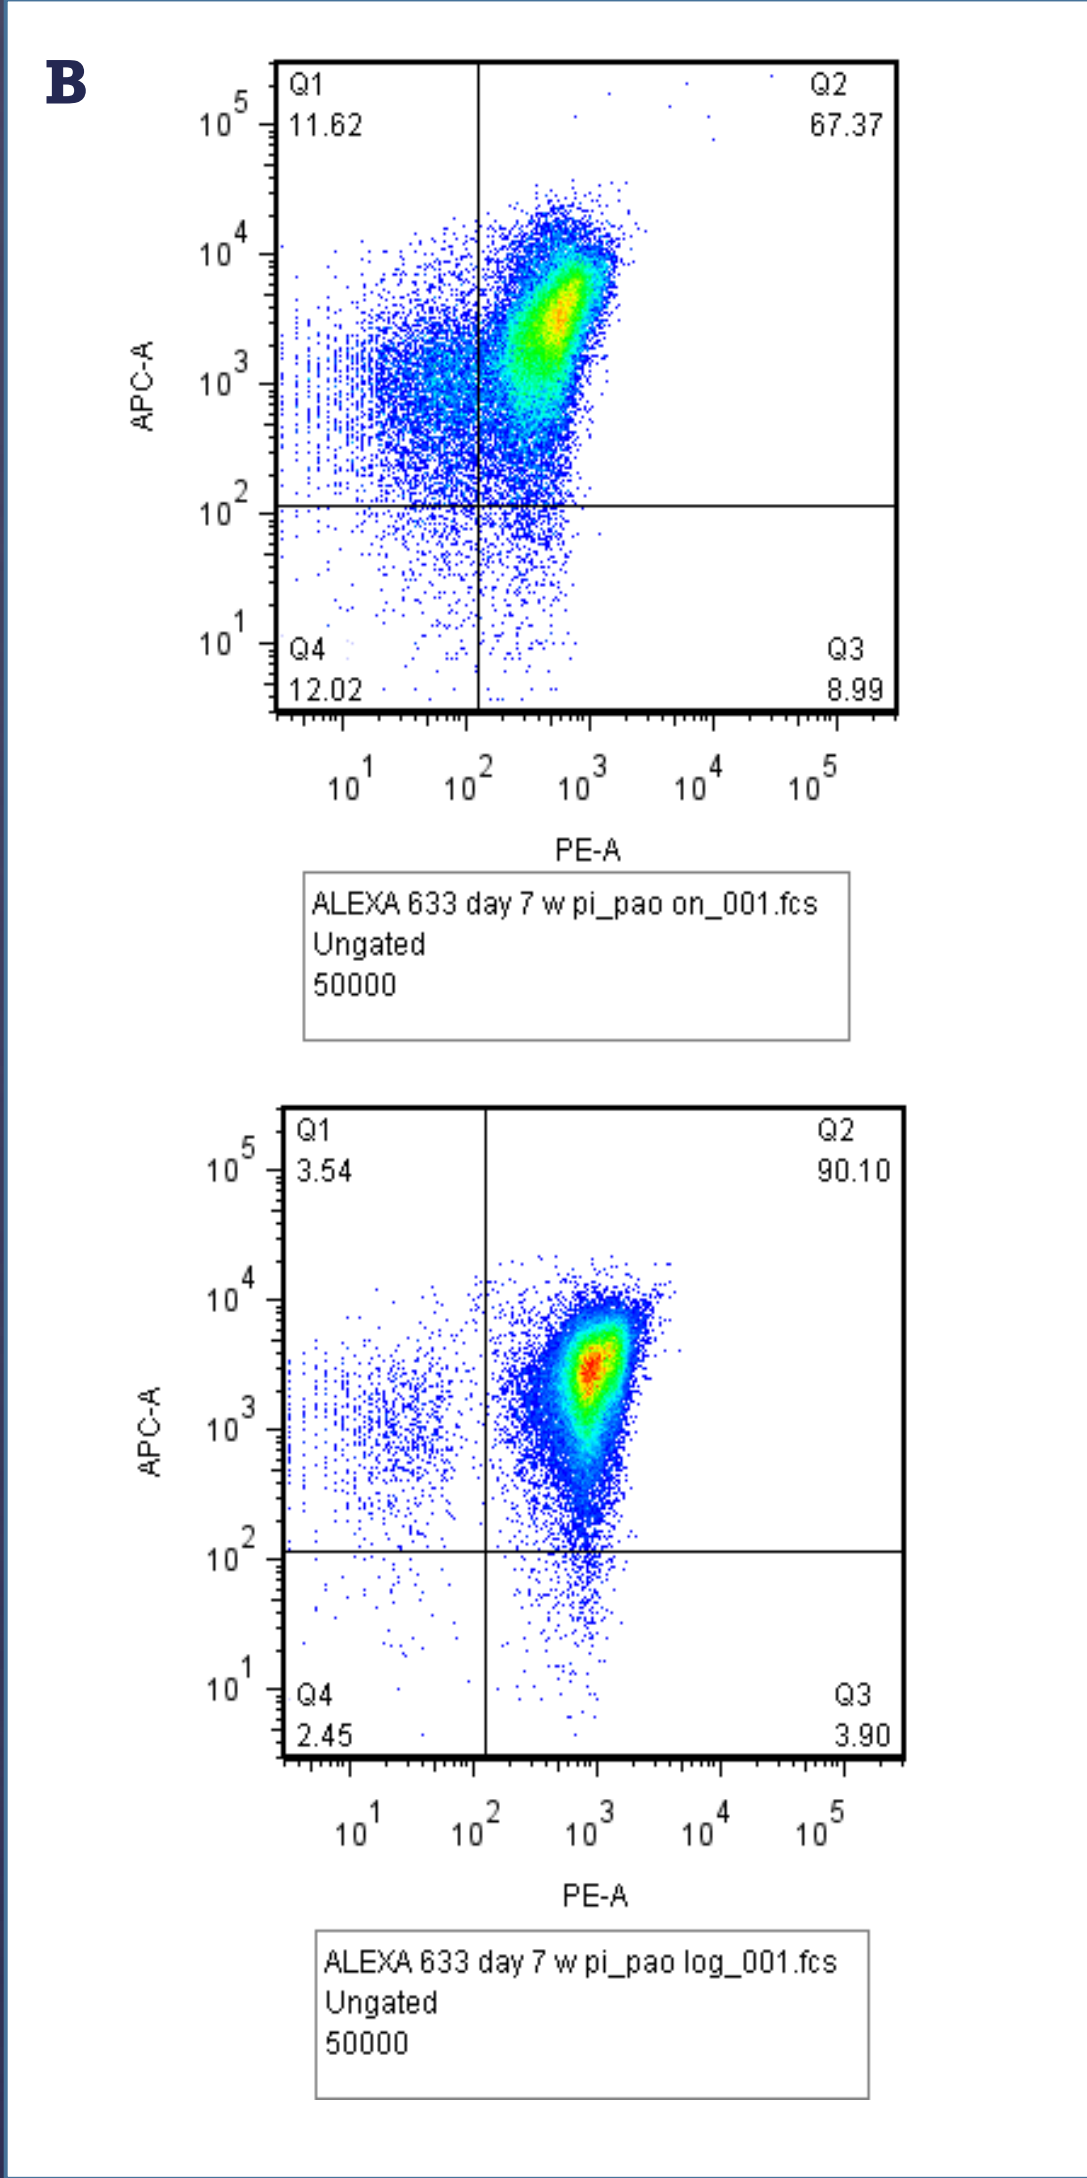 B
Q1
11.62
Q2
67.37
10^5
10^4
10^3
10^2
10^1
APC-A
Q4
12.02
Q3
8.99
10^1 10^2 10^3 10^4 10^5
PE-A
ALEXA 633 day 7 w pi_pao on_001.fcs
Ungated
50000
Q1
3.54
Q2
90.10
10^5
10^4
10^3
10^2
10^1
APC-A
Q4
2.45
Q3
3.90
10^1 10^2 10^3 10^4 10^5
PE-A
ALEXA 633 day 7 w pi_pao log_001.fcs
Ungated
50000